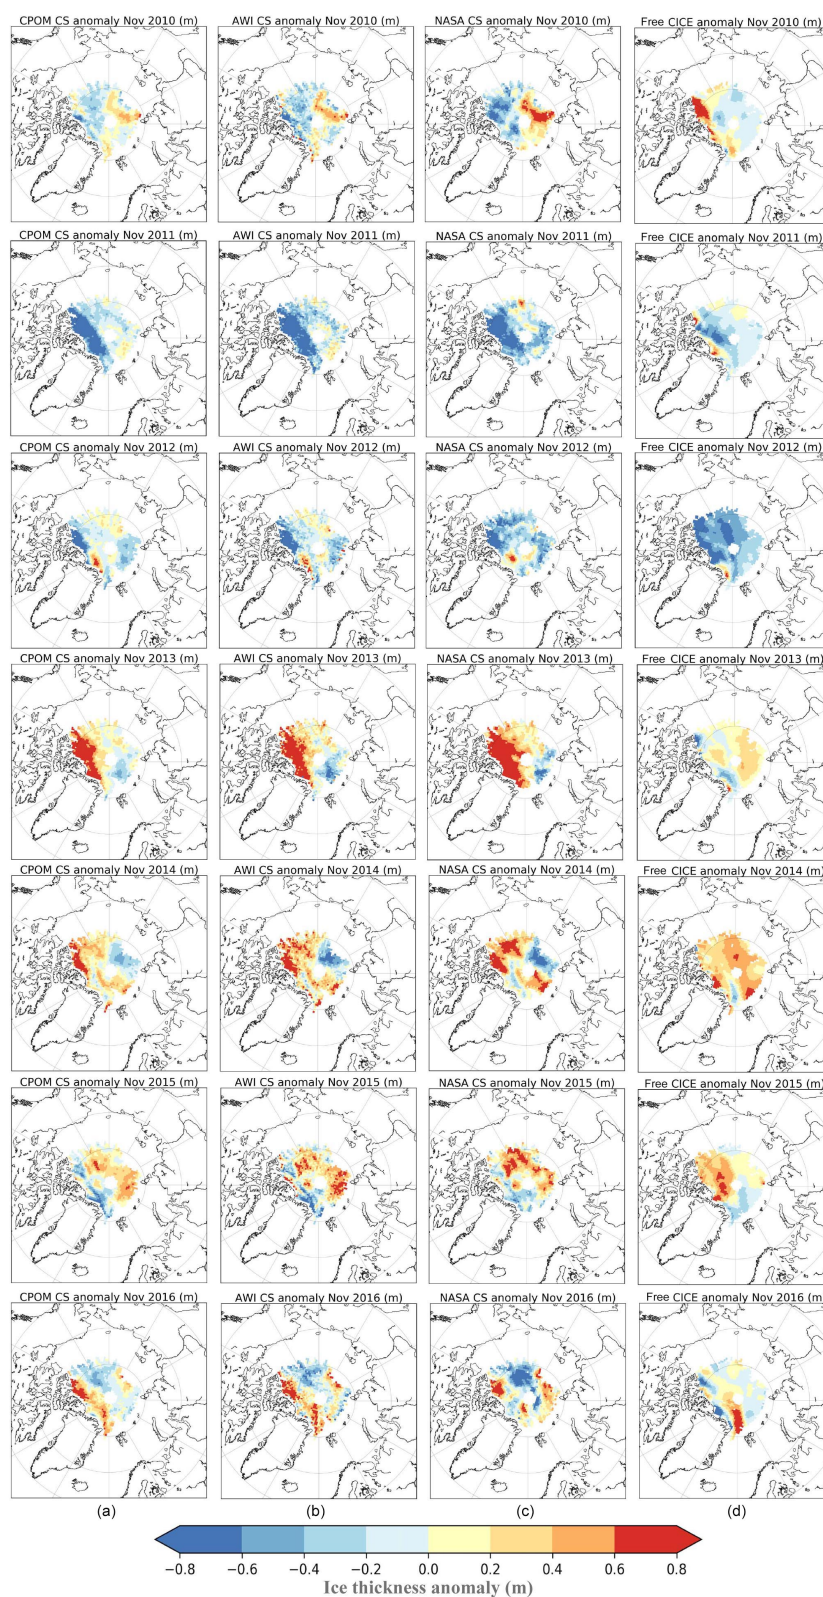 CPOM CS anomaly Nov 2010 (m) AWI CS anomaly Nov 2010 (m) NASA CS anomaly Nov 2010 (m) Free CICE anomaly Nov 2010 (m)
CPOM CS anomaly Nov 2011 (m) AWI CS anomaly Nov 2011 (m) NASA CS anomaly Nov 2011 (m) Free CICE anomaly Nov 2011 (m)
CPOM CS anomaly Nov 2012 (m) AWI CS anomaly Nov 2012 (m) NASA CS anomaly Nov 2012 (m) Free CICE anomaly Nov 2012 (m)
CPOM CS anomaly Nov 2013 (m) AWI CS anomaly Nov 2013 (m) NASA CS anomaly Nov 2013 (m) Free CICE anomaly Nov 2013 (m)
CPOM CS anomaly Nov 2014 (m) AWI CS anomaly Nov 2014 (m) NASA CS anomaly Nov 2014 (m) Free CICE anomaly Nov 2014 (m)
CPOM CS anomaly Nov 2015 (m) AWI CS anomaly Nov 2015 (m) NASA CS anomaly Nov 2015 (m) Free CICE anomaly Nov 2015 (m)
CPOM CS anomaly Nov 2016 (m) AWI CS anomaly Nov 2016 (m) NASA CS anomaly Nov 2016 (m) Free CICE anomaly Nov 2016 (m)
(a) (b) (c) (d)
−0.8 −0.6 −0.4 −0.2 0.0 0.2 0.4 0.6 0.8
Ice thickness anomaly (m)